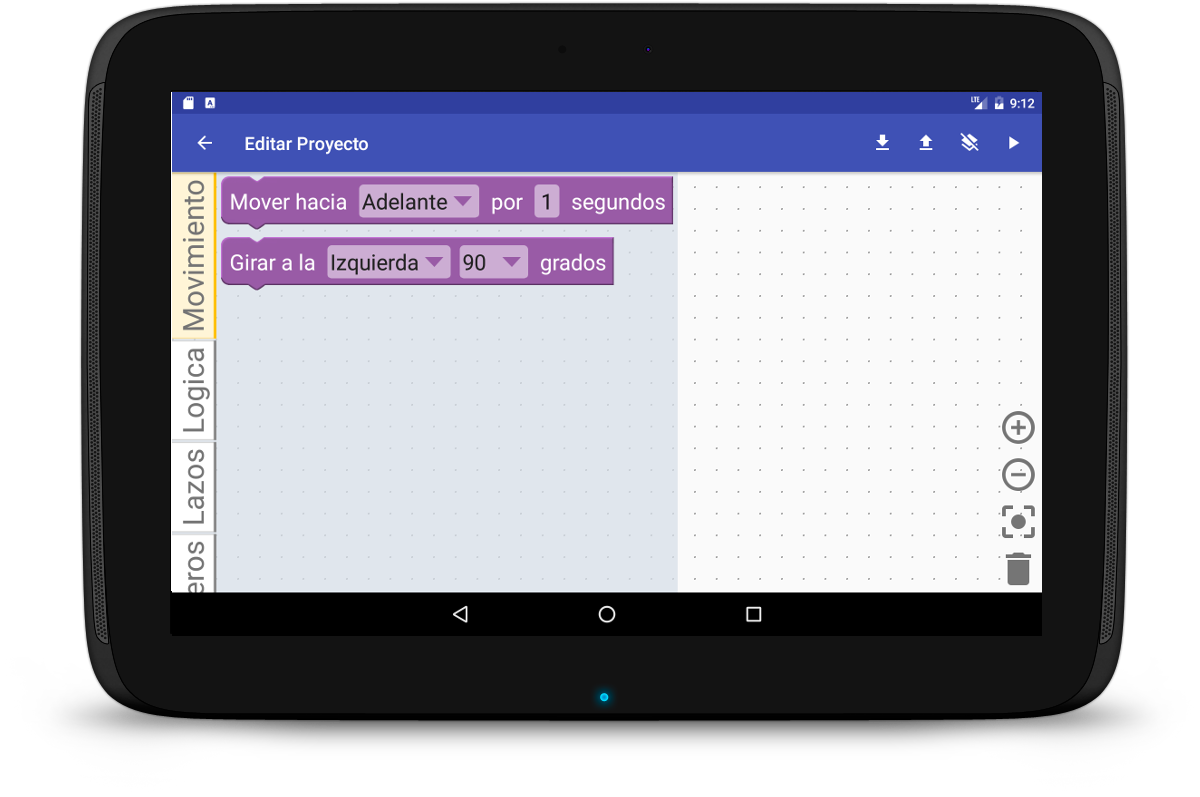 LTE 9:12
Editar Proyecto
Movimiento
Mover hacia Adelante por 1 segundos
Girar a la Izquierda 90 grados
Logica
Lazos
eros